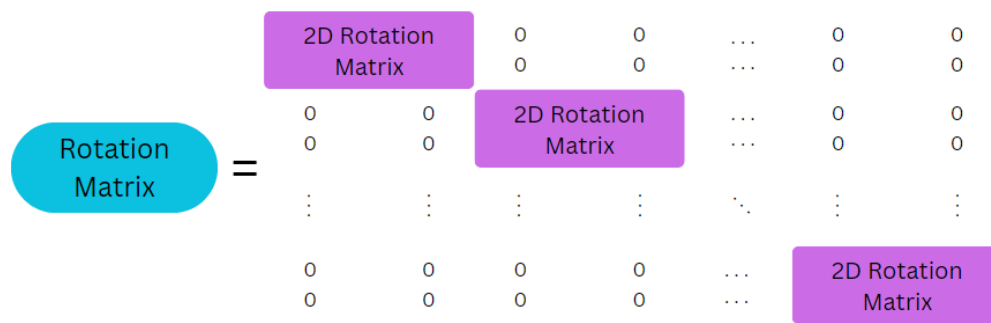 2D Rotation 0 0 ... 0 0
Matrix 0 0 ... 0 0
0 0 2D Rotation ... 0 0
0 0 Matrix ... 0 0
Rotation
Matrix
=
⋮ ⋮ ⋮ ⋮ ⋱ ⋮ ⋮
0 0 0 0 ... 2D Rotation
0 0 0 0 ... Matrix